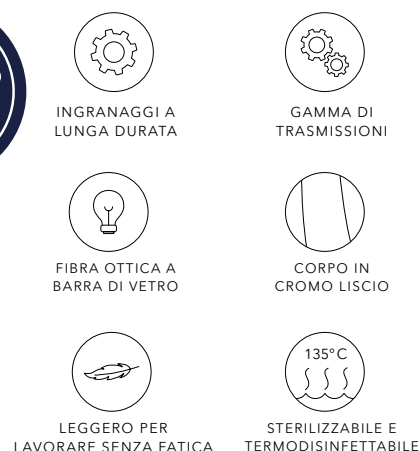 INGRANAGGI A
LUNGA DURATA
GAMMA DI
TRASMISSIONI
FIBRA OTTICA A
BARRA DI VETRO
CORPO IN
CROMO LISCIO
LEGGERO PER
LAVORARE SENZA FATICA
135°C
STERILIZZABILE E
TERMODISINFETTABILE